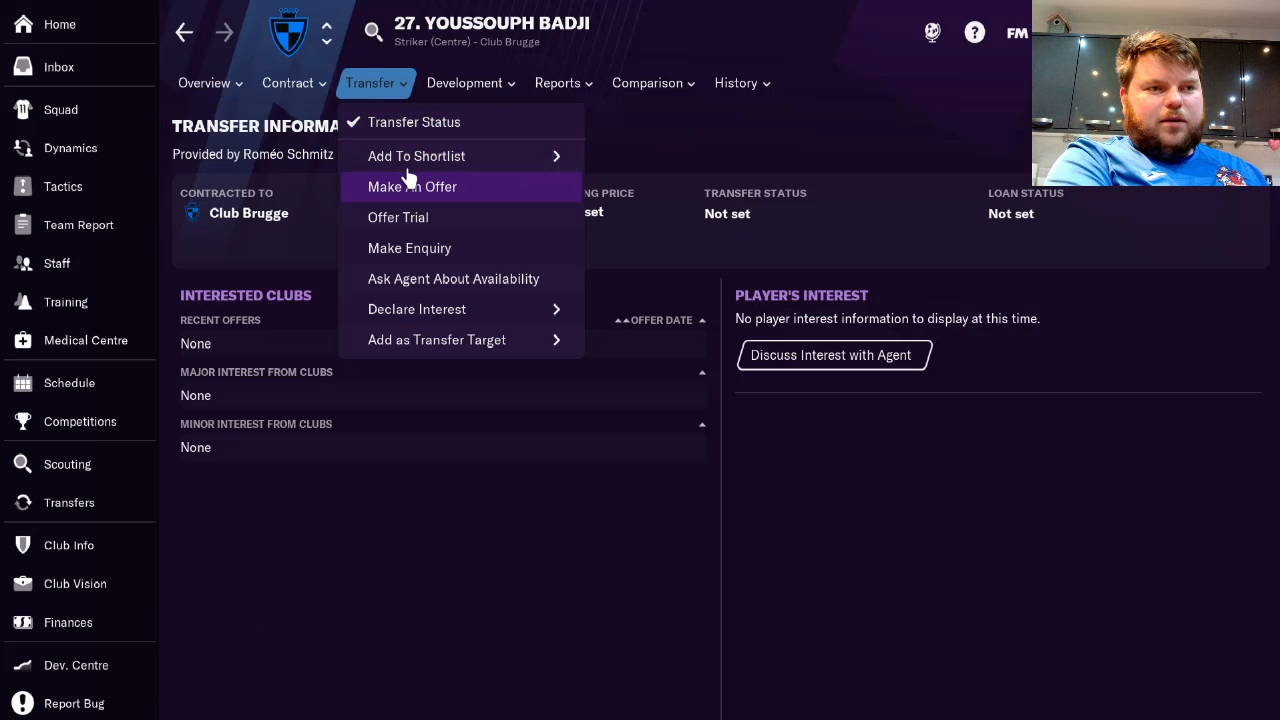 Home
Inbox
Squad
Dynamics
Tactics
Team Report
Staff
Training
Medical Centre
Schedule
Competitions
Scouting
Transfers
Club Info
Club Vision
Finances
Dev. Centre
Report Bug
27. YOUSSOUPH BADJI
Striker (Centre) - Club Brugge
FM
Overview
Contract
Transfer
Development
Reports
Comparison
History
TRANSFER INFORMA
Provided by Roméo Schmitz
Transfer Status
Add To Shortlist
Make An Offer
Offer Trial
Make Enquiry
Ask Agent About Availability
Declare Interest
Add as Transfer Target
CONTRACTED TO
Club Brugge
NG PRICE
set
TRANSFER STATUS
Not set
LOAN STATUS
Not set
INTERESTED CLUBS
RECENT OFFERS
OFFER DATE
None
MAJOR INTEREST FROM CLUBS
None
MINOR INTEREST FROM CLUBS
None
PLAYER'S INTEREST
No player interest information to display at this time.
Discuss Interest with Agent